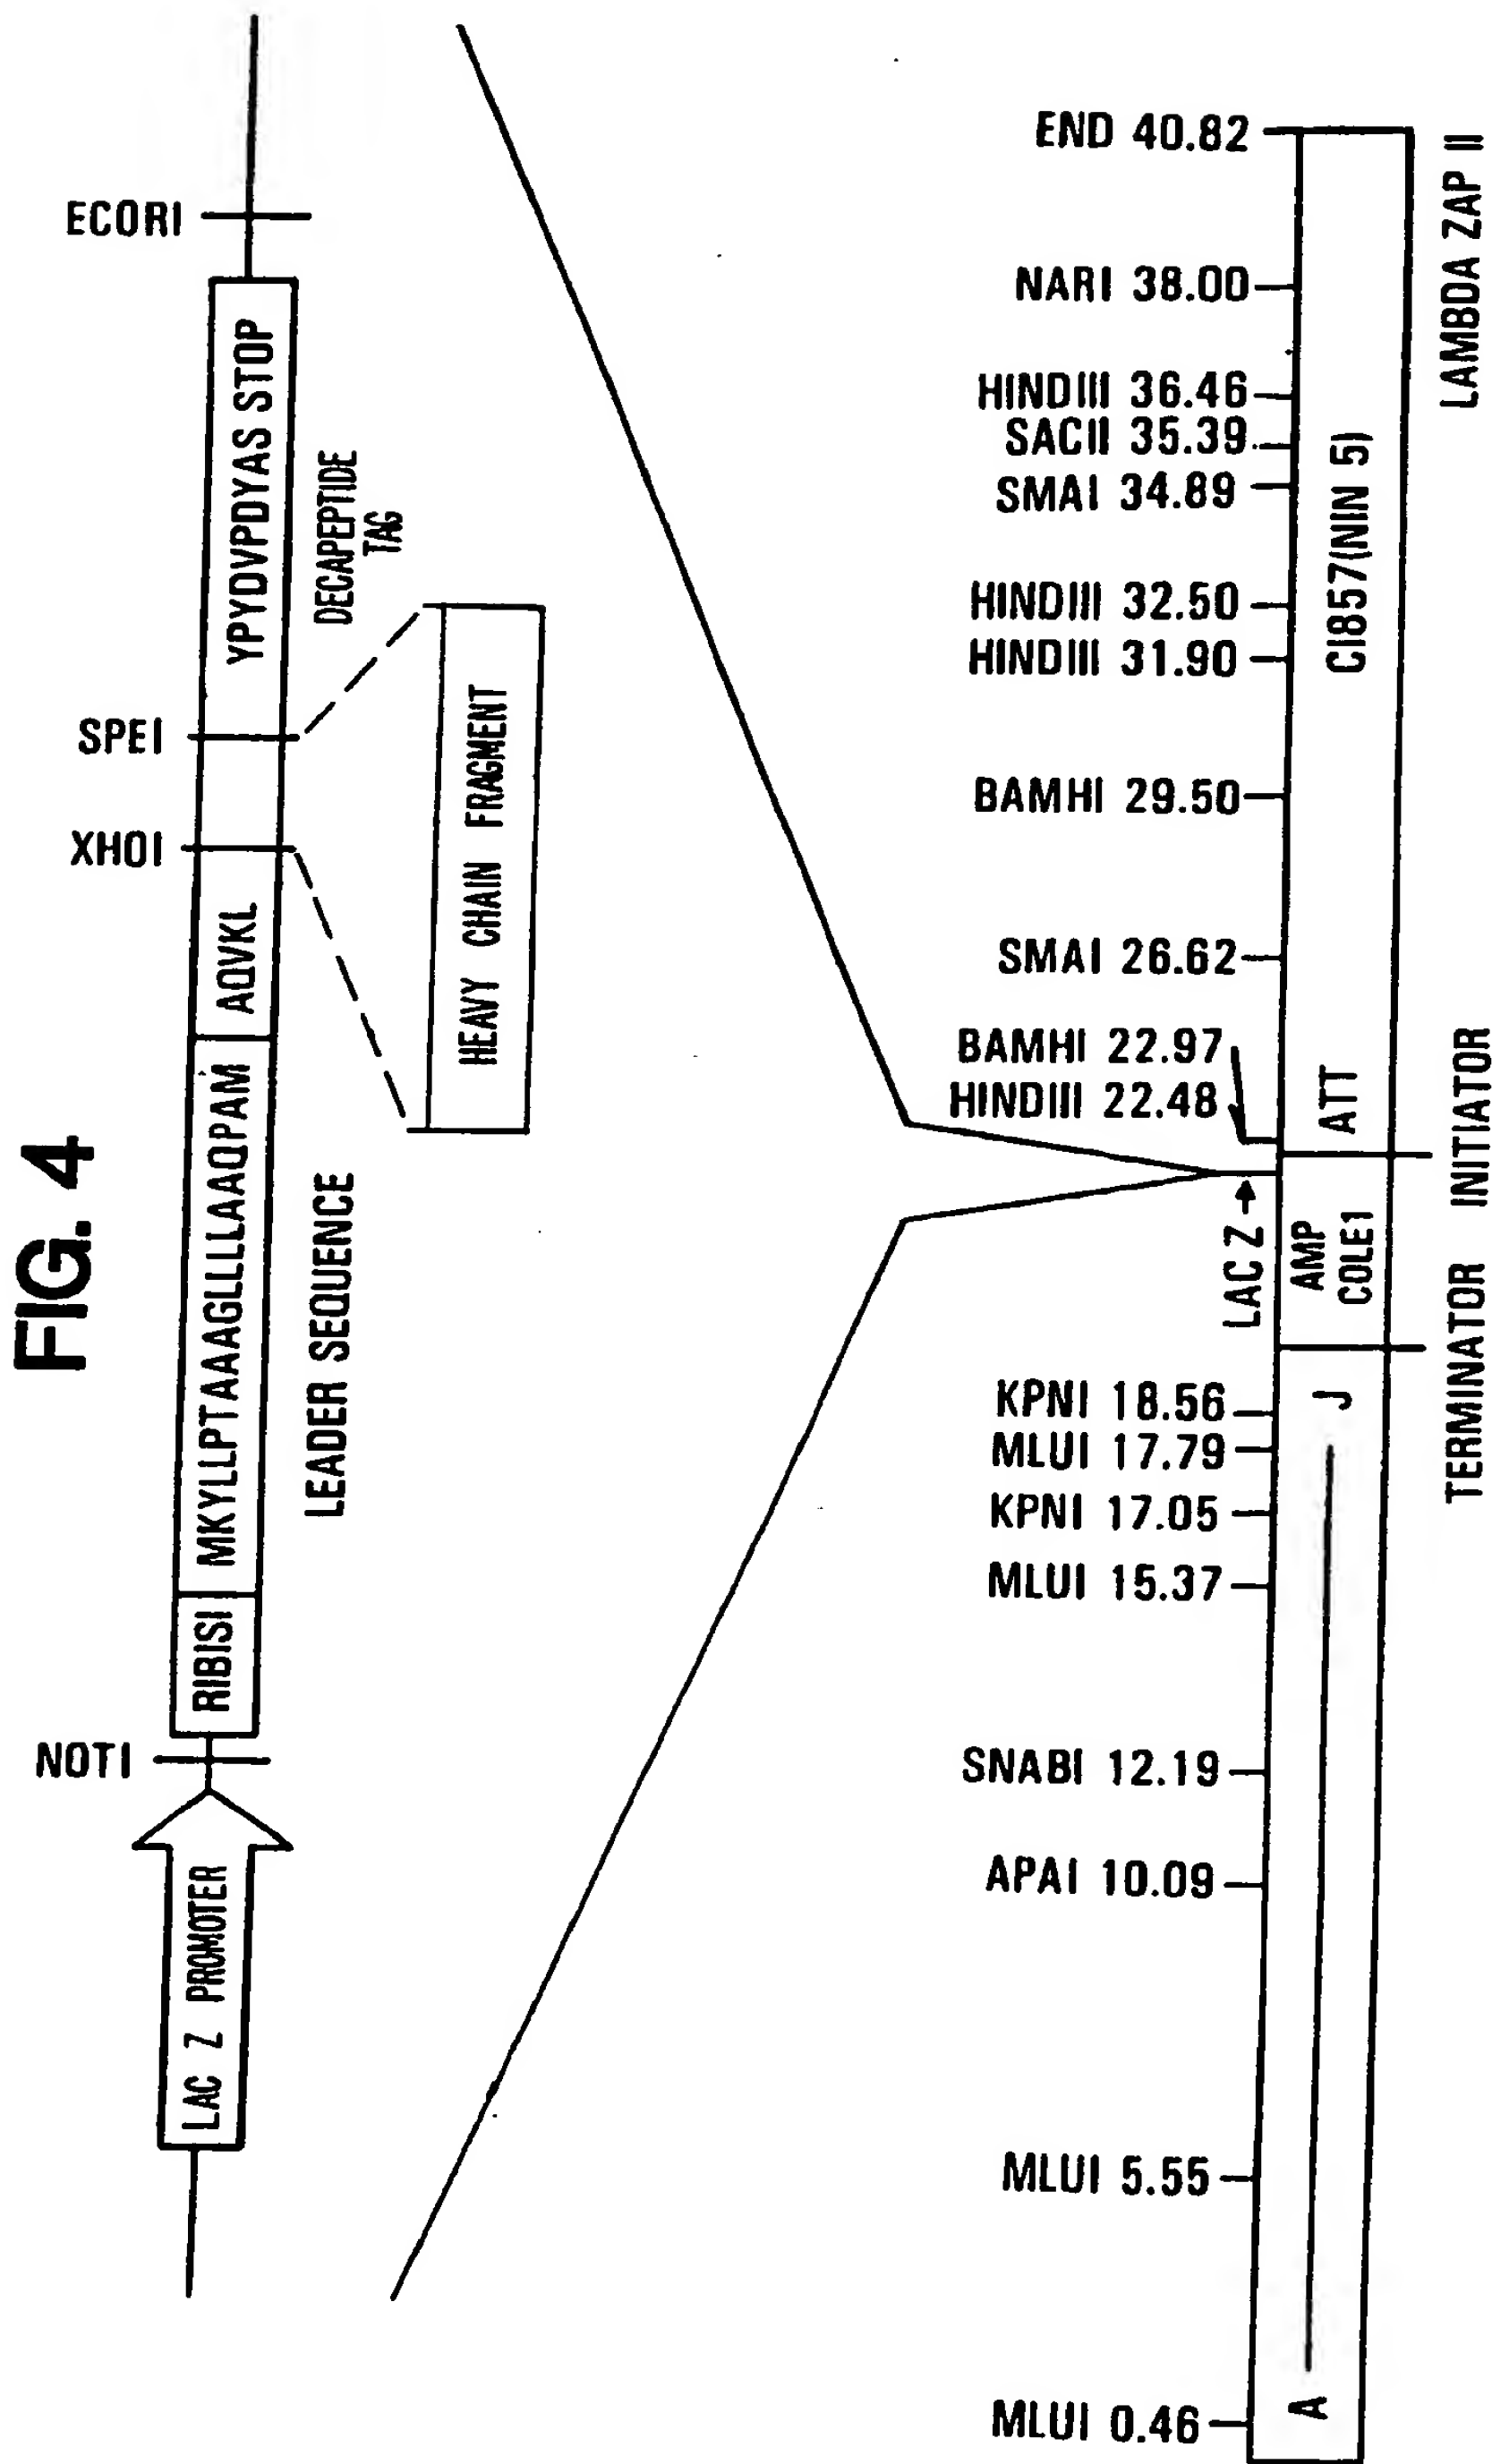 FIG. 4
LAC Z PROMOTER
NOTI
RIBISI
MKYLLPTAAAGLLLLAAQPAM
LEADER SEQUENCE
AQVKL
XHOI
SPEI
YPYDVPDYAS STOP
DECAPEPTIDE
TAG
ECORI
HEAVY CHAIN FRAGMENT
MLUI 0.46
MLUI 5.55
APAI 10.09
SNABI 12.19
MLUI 15.37
KPNI 17.05
MLUI 17.79
KPNI 18.56
LAC Z
HINDIII 22.48
BAMHI 22.97
SMAI 26.62
BAMHI 29.50
HINDIII 31.90
HINDIII 32.50
SMAI 34.89
SACII 35.39
HINDIII 36.46
NARI 38.00
END 40.82
A
J
AMP
COLE1
ATT
CI857(NIN 5)
TERMINATOR
INITIATOR
LAMBDA ZAP II